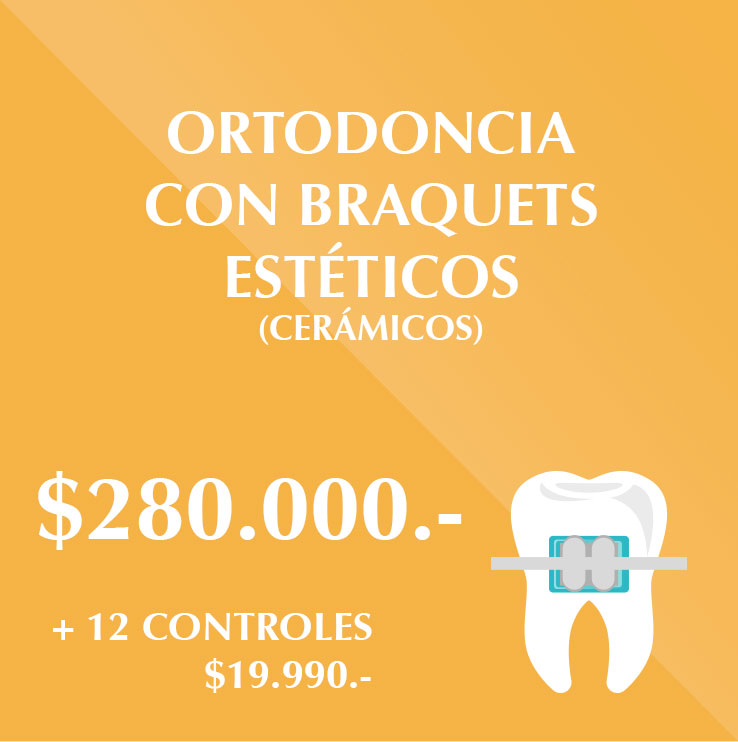 ORTODONCIA
CON BRAQUETS
ESTÉTICOS
(CERÁMICOS)
$280.000.-
+ 12 CONTROLES
$19.990.-